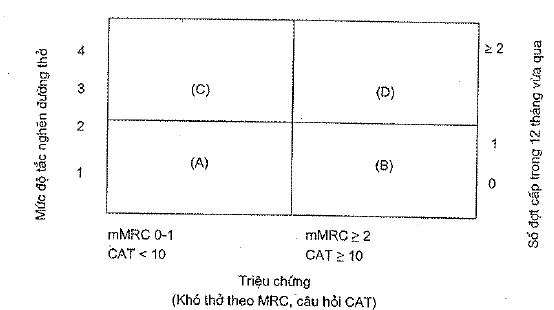 Mức độ tắc nghẽn đường thở
4
3
2
1
(C)
(D)
(A)
(B)
≥ 2
1
0
Số đợt cấp trong 12 tháng vừa qua
mMRC 0-1
CAT < 10
mMRC ≥ 2
CAT ≥ 10
Triệu chứng
(Khó thở theo MRC, câu hỏi CAT)